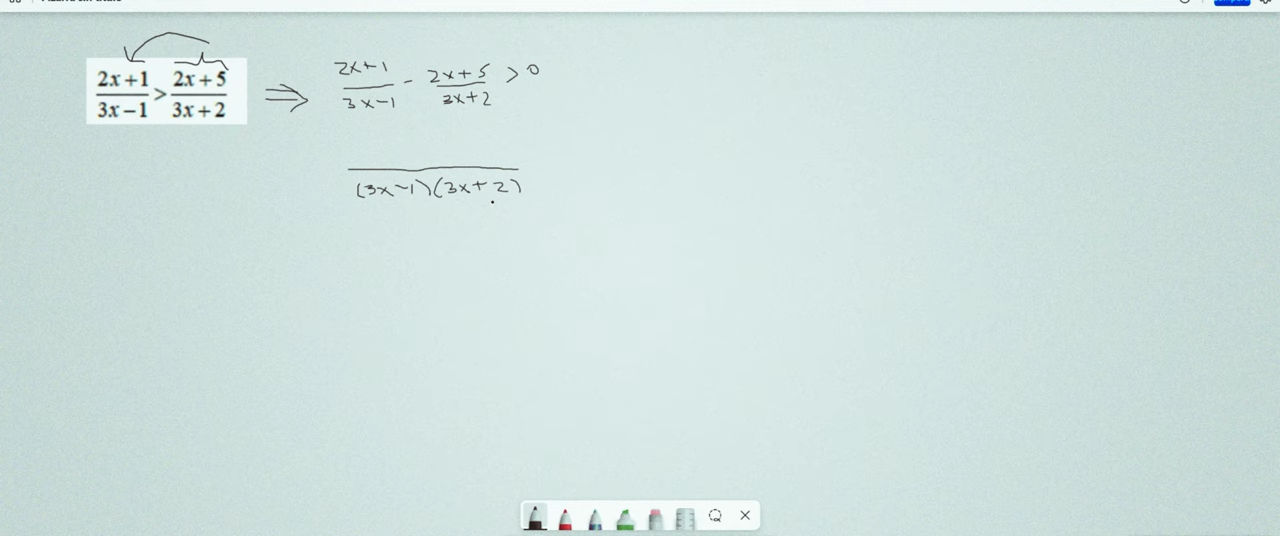 2x+1/3x−1 > 2x+5/3x+2 ⇒ 2x+1/3x−1 − 2x+5/3x+2 > 0
(3x−1)(3x+2)